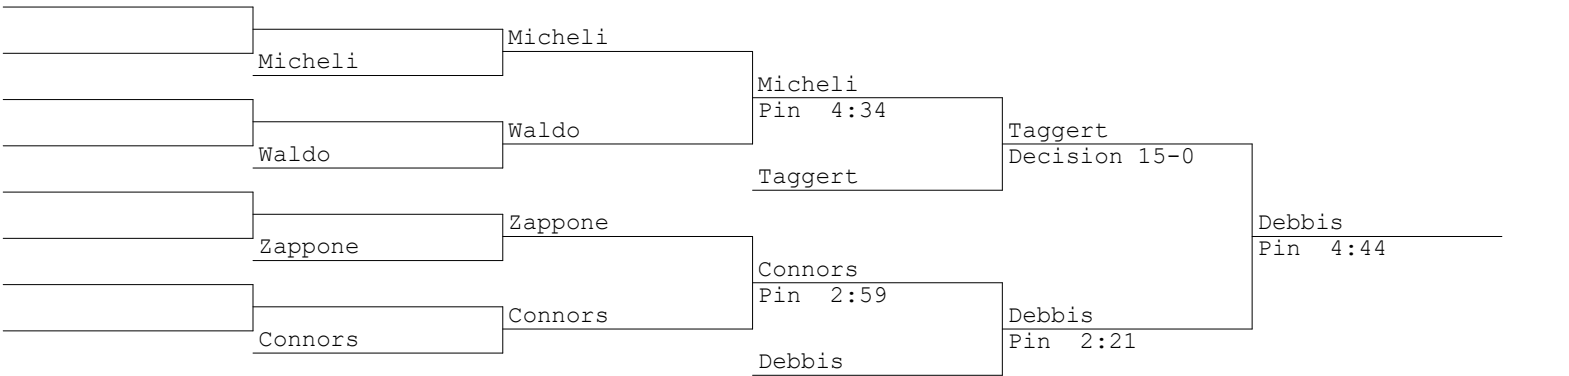 Micheli
Micheli
Micheli
Pin 4:34
Waldo
Taggert
Waldo
Decision 15-0
Taggert
Zappone
Debbis
Zappone
Pin 4:44
Connors
Pin 2:59
Connors
Debbis
Connors
Pin 2:21
Debbis